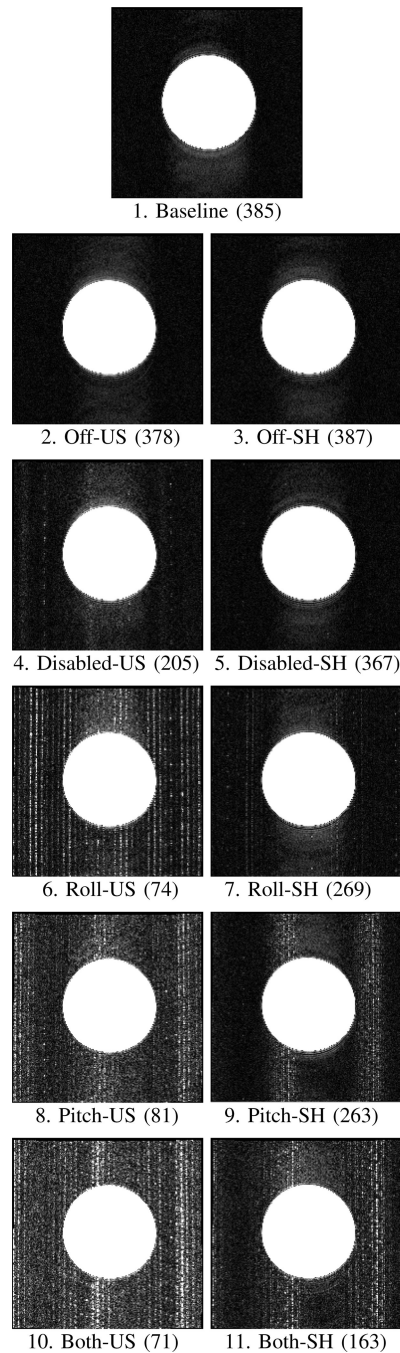 1. Baseline (385)
2. Off-US (378)
3. Off-SH (387)
4. Disabled-US (205)
5. Disabled-SH (367)
6. Roll-US (74)
7. Roll-SH (269)
8. Pitch-US (81)
9. Pitch-SH (263)
10. Both-US (71)
11. Both-SH (163)